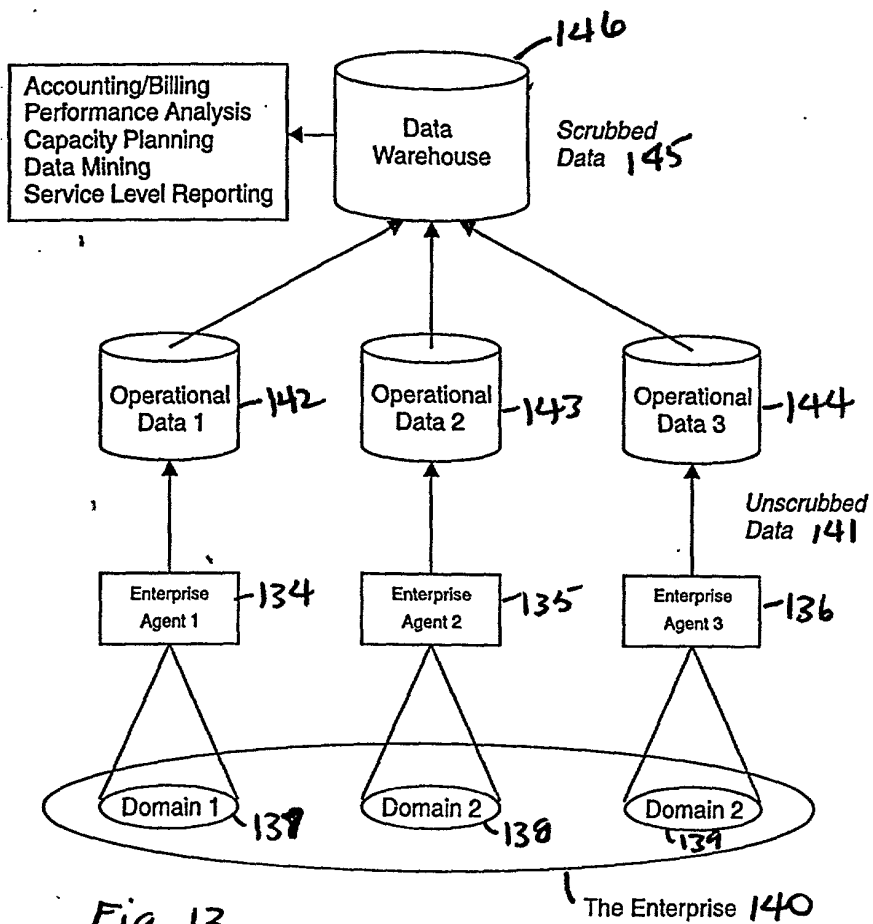 146
Accounting/Billing
Performance Analysis
Capacity Planning
Data Mining
Service Level Reporting
Data
Warehouse
Scrubbed
Data 145
Operational
Data 1
142
Operational
Data 2
143
Operational
Data 3
144
Unscrubbed
Data 141
Enterprise
Agent 1
134
Enterprise
Agent 2
135
Enterprise
Agent 3
136
Domain 1
Domain 2
138
Domain 2
139
The Enterprise 140
Fig. 13